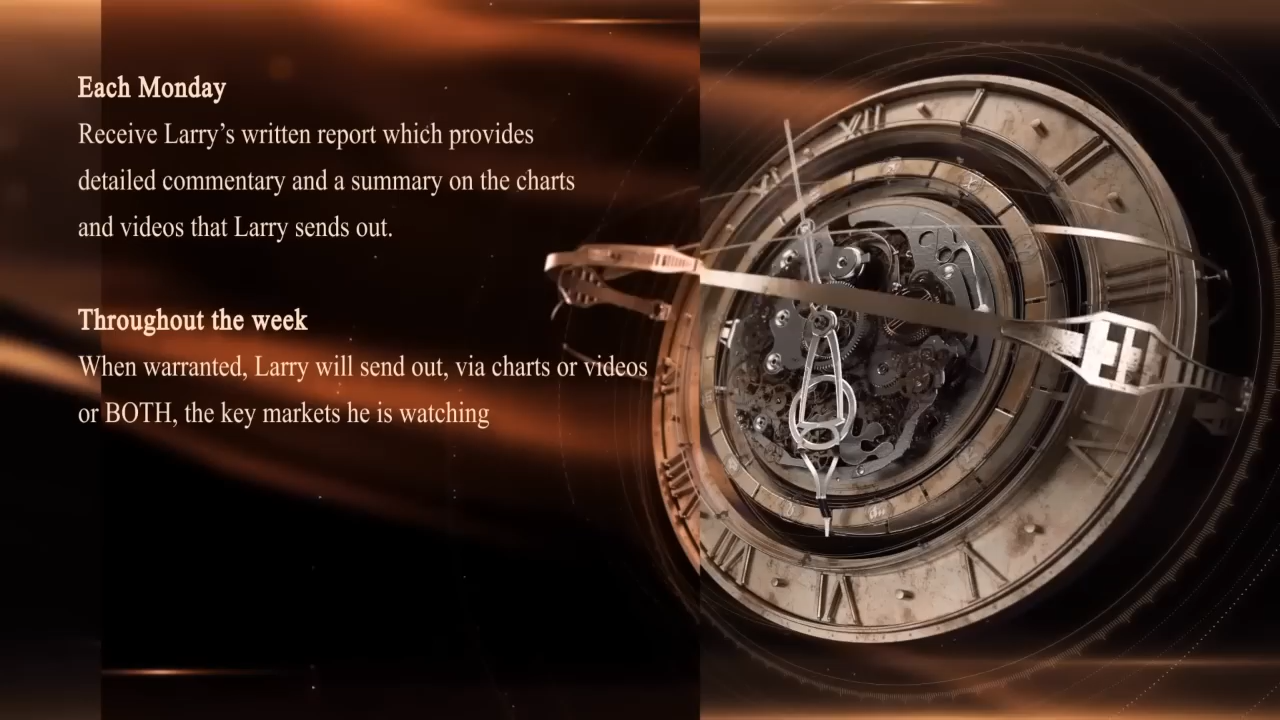 Each Monday
Receive Larry’s written report which provides
detailed commentary and a summary on the charts
and videos that Larry sends out.
Throughout the week
When warranted, Larry will send out, via charts or videos
or BOTH, the key markets he is watching